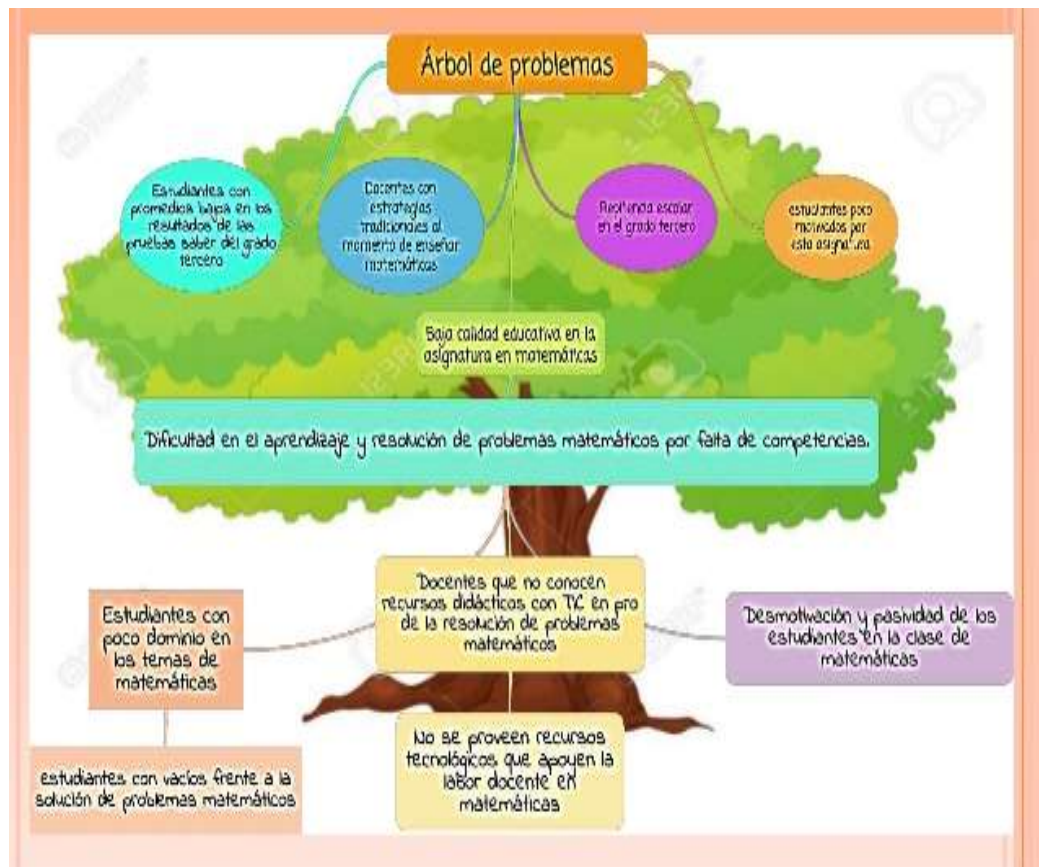 Árbol de problemas
Estudiantes con
promedios bajos en los
resultados de las
pruebas saber del grado
tercero
Docentes con
estrategias
tradicionales al
momento de enseñar
matemáticas
Repitencia escolar
en el grado tercero
estudiantes poco
motivados por
esta asignatura
Baja calidad educativa en la
asignatura en matemáticas
Dificultad en el aprendizaje y resolución de problemas matemáticos por falta de competencias.
Docentes que no conocen
recursos didácticos con TIC en pro
de la resolución de problemas
matemáticos
Estudiantes con
poco dominio en
los temas de
matemáticas
Desmotivación y pasividad de los
estudiantes en la clase de
matemáticas
No se proveen recursos
tecnológicos que apoyen la
labor docente en
matemáticas
estudiantes con vacíos frente a la
solución de problemas matemáticos